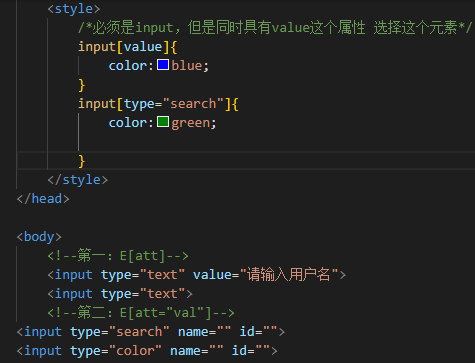 <style>
/*必须是input，但是同时具有value这个属性 选择这个元素*/
input[value]{
color:blue;
}
input[type="search"]{
color:green;
}
</style>
</head>
<body>
<!--第一：E[att]-->
<input type="text" value="请输入用户名">
<input type="text">
<!--第二：E[att="val"]-->
<input type="search" name="" id="">
<input type="color" name="" id="">